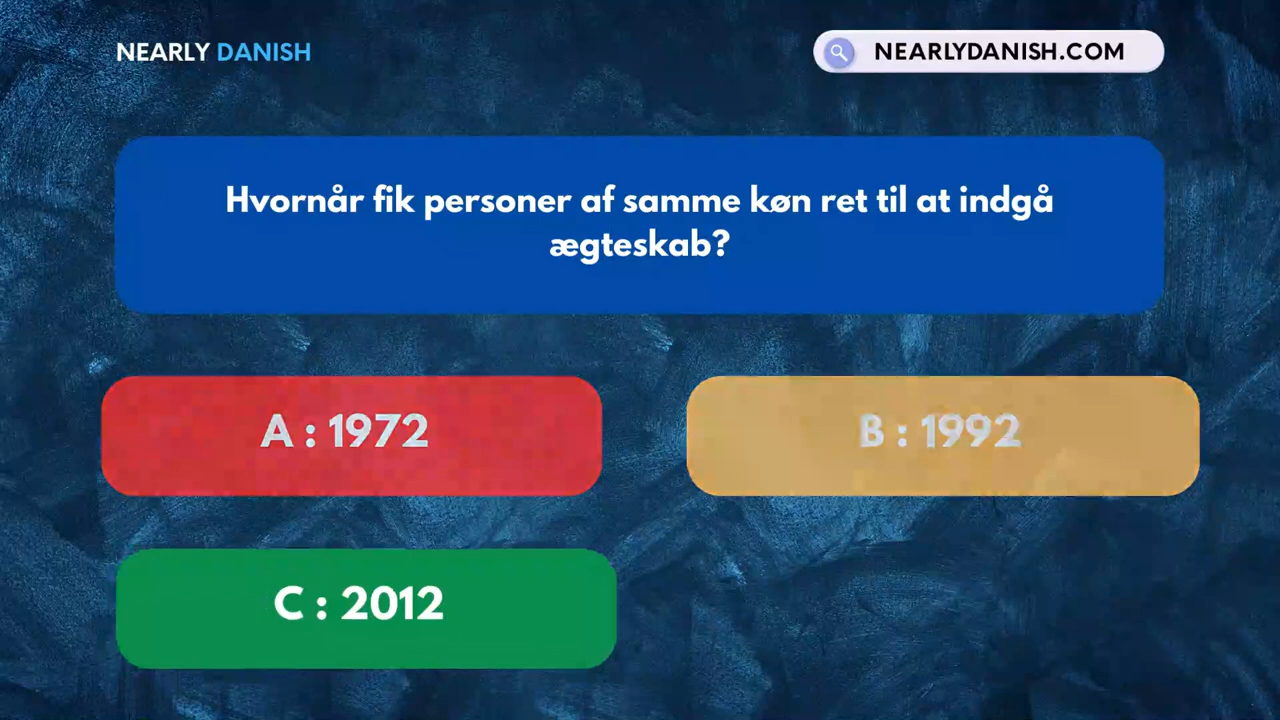 NEARLY DANISH
NEARLYDANISH.COM
Hvornår fik personer af samme køn ret til at indgå
ægteskab?
A : 1972
B : 1992
C : 2012